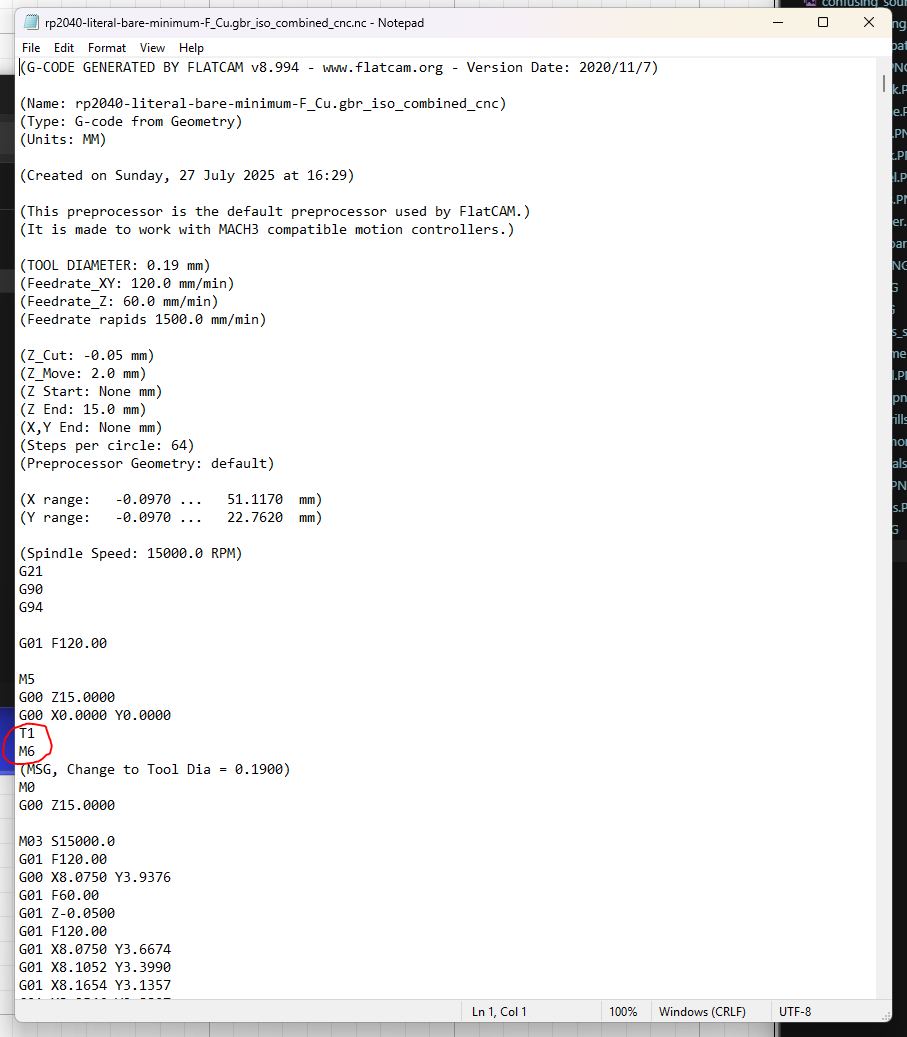 rp2040-literal-bare-minimum-F_Cu.gbr_iso_combined_cnc.nc - Notepad
File Edit Format View Help
(G-CODE GENERATED BY FLATCAM v8.994 - www.flatcam.org - Version Date: 2020/11/7)
(Name: rp2040-literal-bare-minimum-F_Cu.gbr_iso_combined_cnc)
(Type: G-code from Geometry)
(Units: MM)
(Created on Sunday, 27 July 2025 at 16:29)
(This preprocessor is the default preprocessor used by FlatCAM.)
(It is made to work with MACH3 compatible motion controllers.)
(TOOL DIAMETER: 0.19 mm)
(Feedrate_XY: 120.0 mm/min)
(Feedrate_Z: 60.0 mm/min)
(Feedrate rapids 1500.0 mm/min)
(Z_Cut: -0.05 mm)
(Z_Move: 2.0 mm)
(Z Start: None mm)
(Z End: 15.0 mm)
(X,Y End: None mm)
(Steps per circle: 64)
(Preprocessor Geometry: default)
(X range:   -0.0970 ...   51.1170  mm)
(Y range:   -0.0970 ...   22.7620  mm)
(Spindle Speed: 15000.0 RPM)
G21
G90
G94
G01 F120.00
M5
G00 Z15.0000
G00 X0.0000 Y0.0000
T1
M6
(MSG, Change to Tool Dia = 0.1900)
M0
G00 Z15.0000
M03 S15000.0
G01 F120.00
G00 X8.0750 Y3.9376
G01 F60.00
G01 Z-0.0500
G01 F120.00
G01 X8.0750 Y3.6674
G01 X8.1052 Y3.3990
G01 X8.1654 Y3.1357
Ln 1, Col 1 100% Windows (CRLF) UTF-8